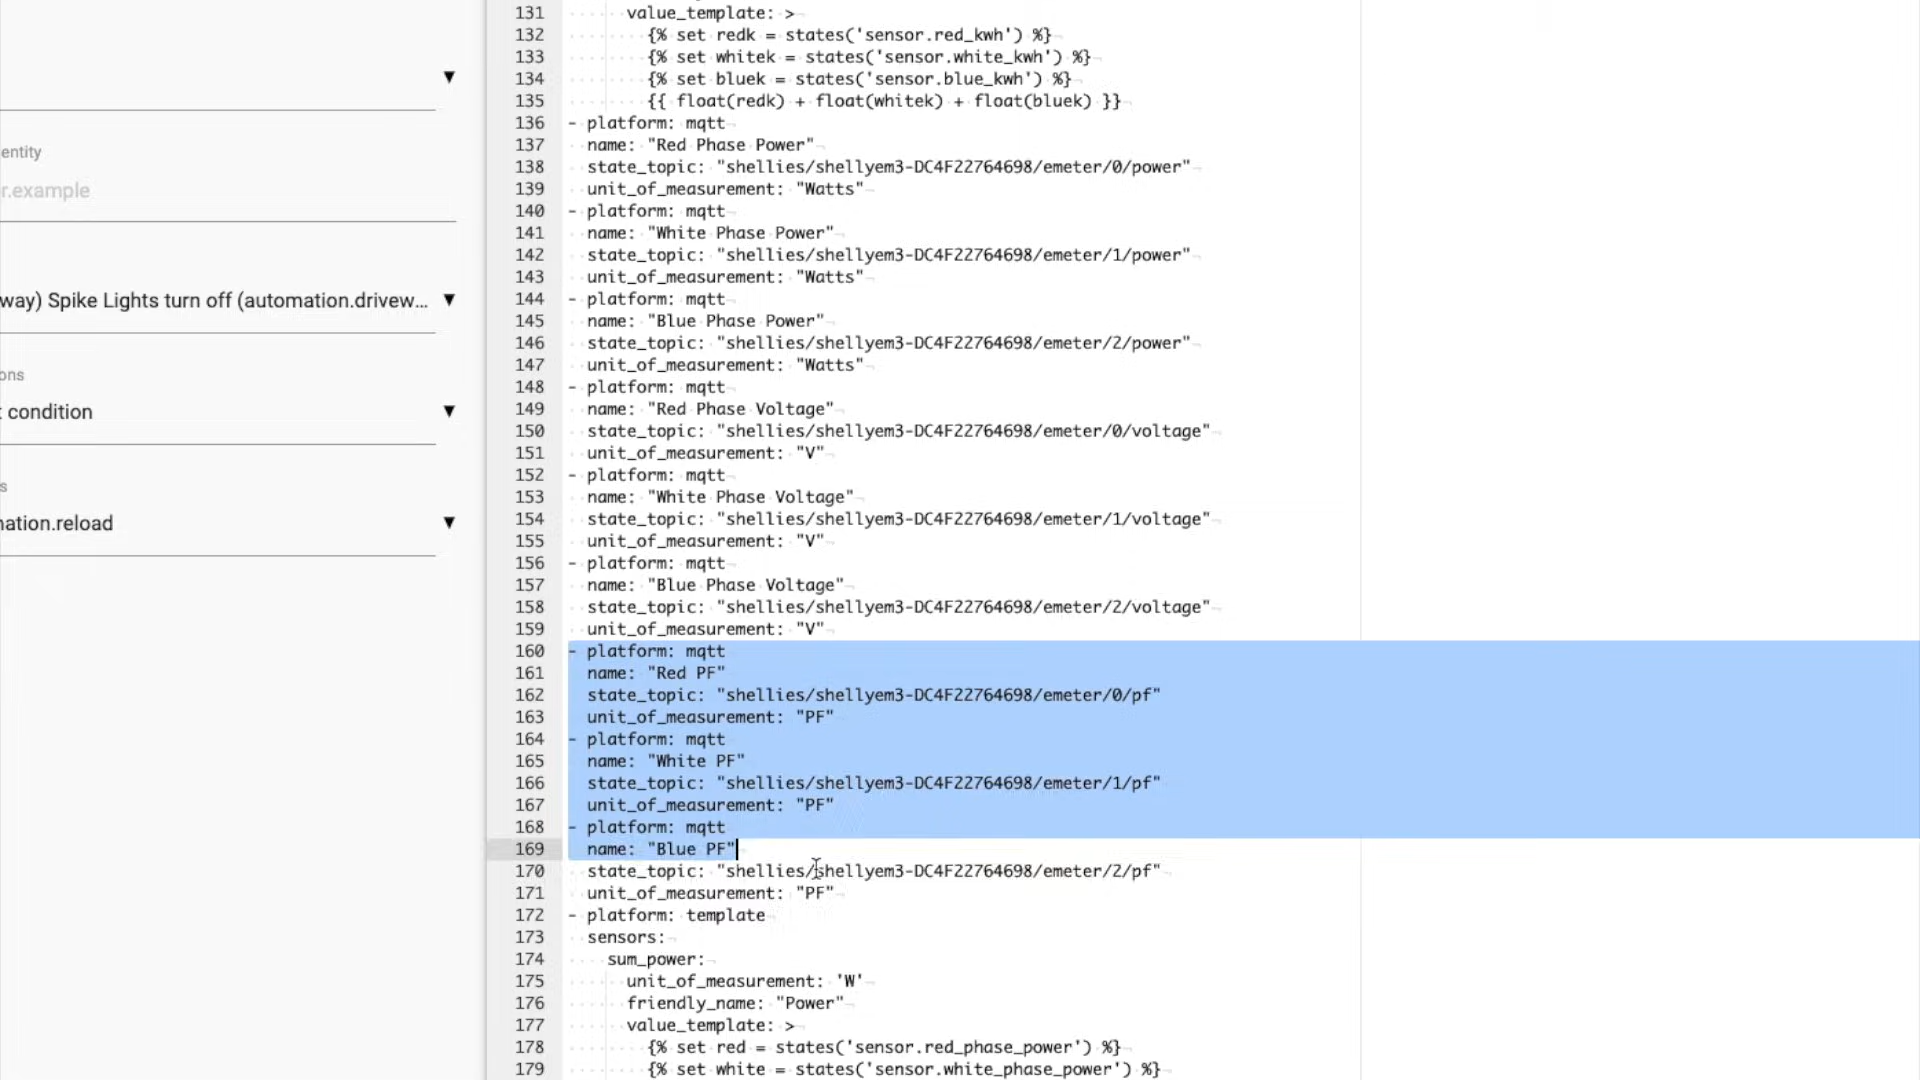 entity
r.example
way) Spike Lights turn off (automation.drivew...
ons
condition
s
nation.reload
131 value_template: >
132 {% set redk = states('sensor.red_kwh') %}
133 {% set whitek = states('sensor.white_kwh') %}
134 {% set bluek = states('sensor.blue_kwh') %}
135 {{ float(redk) + float(whitek) + float(bluek) }}
136 - platform: mqtt
137 name: "Red Phase Power"
138 state_topic: "shellies/shellyem3-DC4F22764698/emeter/0/power"
139 unit_of_measurement: "Watts"
140 - platform: mqtt
141 name: "White Phase Power"
142 state_topic: "shellies/shellyem3-DC4F22764698/emeter/1/power"
143 unit_of_measurement: "Watts"
144 - platform: mqtt
145 name: "Blue Phase Power"
146 state_topic: "shellies/shellyem3-DC4F22764698/emeter/2/power"
147 unit_of_measurement: "Watts"
148 - platform: mqtt
149 name: "Red Phase Voltage"
150 state_topic: "shellies/shellyem3-DC4F22764698/emeter/0/voltage"
151 unit_of_measurement: "V"
152 - platform: mqtt
153 name: "White Phase Voltage"
154 state_topic: "shellies/shellyem3-DC4F22764698/emeter/1/voltage"
155 unit_of_measurement: "V"
156 - platform: mqtt
157 name: "Blue Phase Voltage"
158 state_topic: "shellies/shellyem3-DC4F22764698/emeter/2/voltage"
159 unit_of_measurement: "V"
160 - platform: mqtt
161 name: "Red PF"
162 state_topic: "shellies/shellyem3-DC4F22764698/emeter/0/pf"
163 unit_of_measurement: "PF"
164 - platform: mqtt
165 name: "White PF"
166 state_topic: "shellies/shellyem3-DC4F22764698/emeter/1/pf"
167 unit_of_measurement: "PF"
168 - platform: mqtt
169 name: "Blue PF"
170 state_topic: "shellies/shellyem3-DC4F22764698/emeter/2/pf"
171 unit_of_measurement: "PF"
172 - platform: template
173 sensors:
174 sum_power:
175 unit_of_measurement: 'W'
176 friendly_name: "Power"
177 value_template: >
178 {% set red = states('sensor.red_phase_power') %}
179 {% set white = states('sensor.white_phase_power') %}